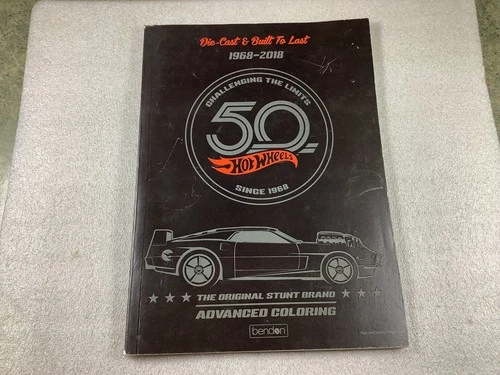 Die-Cast & Built To Last
1968-2018
CHALLENGING THE LIMITS
50
HOT WHEELS
SINCE 1968
THE ORIGINAL STUNT BRAND
ADVANCED COLORING
bendon